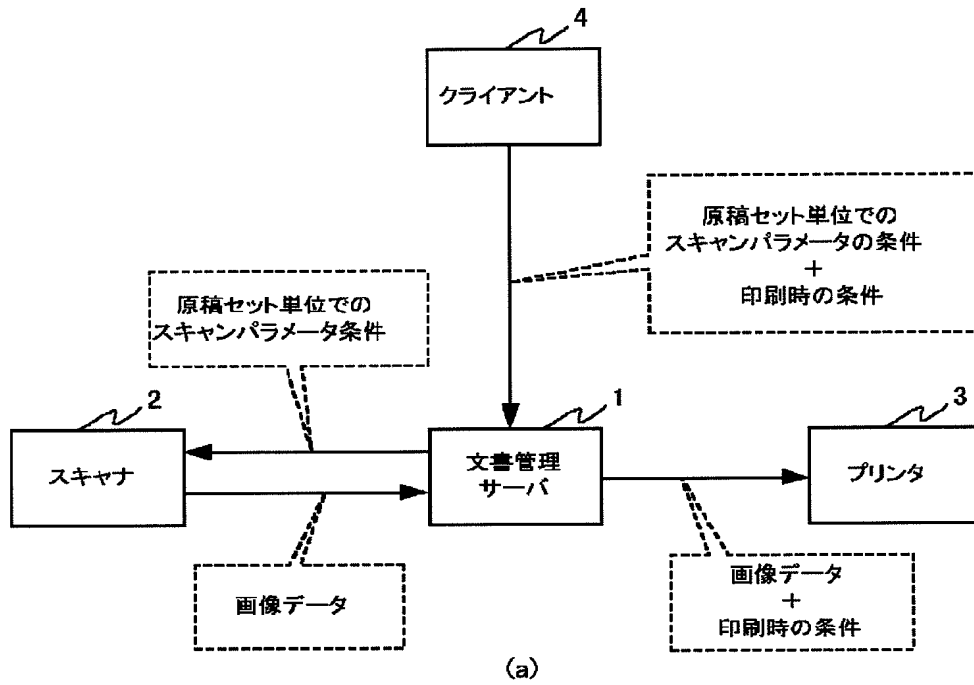 4
クライアント
原稿セット単位での
スキャンパラメータの条件
+
印刷時の条件
原稿セット単位での
スキャンパラメータ条件
2
スキャナ
1
文書管理
サーバ
3
プリンタ
画像データ
画像データ
+
印刷時の条件
(a)